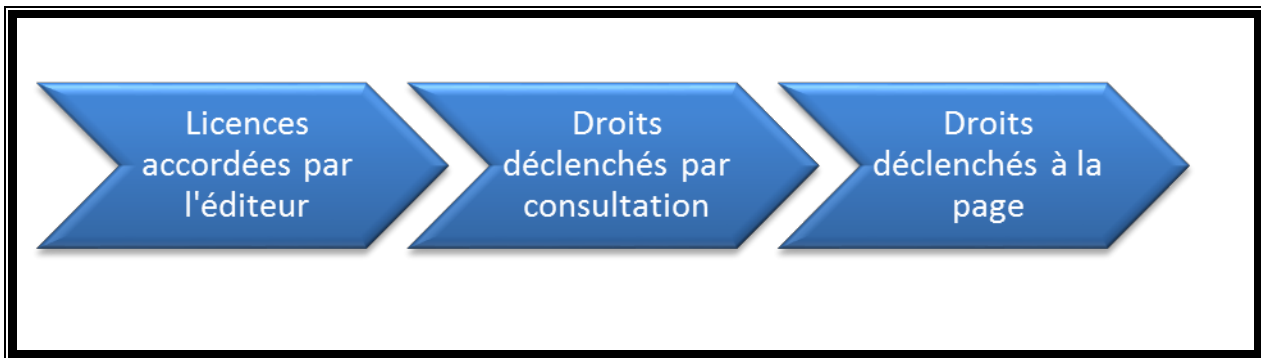 Licences
accordées par
l'éditeur
Droits
déclenchés par
consultation
Droits
déclenchés à la
page